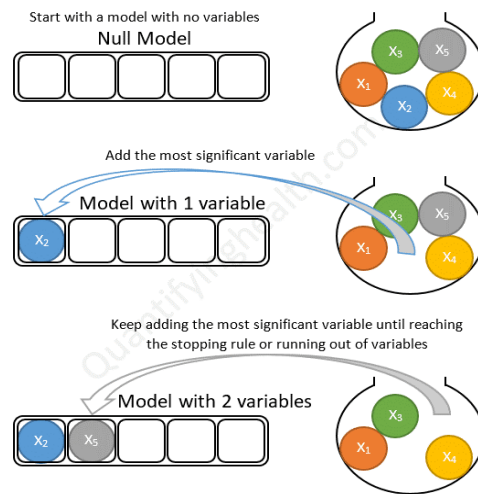 Start with a model with no variables
Null Model
X3
X5
X1
X4
X2
Add the most significant variable
Model with 1 variable
X2
X3
X5
X1
X4
Keep adding the most significant variable until reaching
the stopping rule or running out of variables
Model with 2 variables
X2
X5
X3
X1
X4
Quantifyinghealth.com